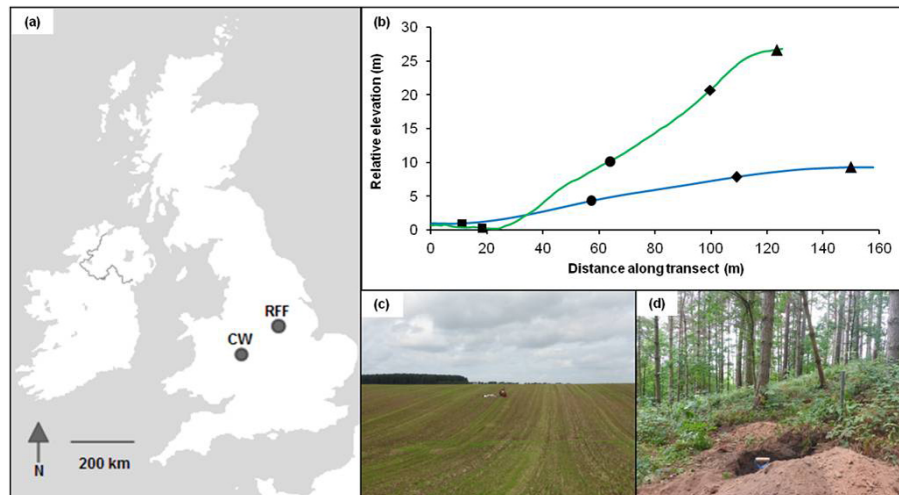 (a)
RFF
CW
N
200 km
(b)
Relative elevation (m)
30
25
20
15
10
5
0
0 20 40 60 80 100 120 140 160
Distance along transect (m)
(c)
(d)